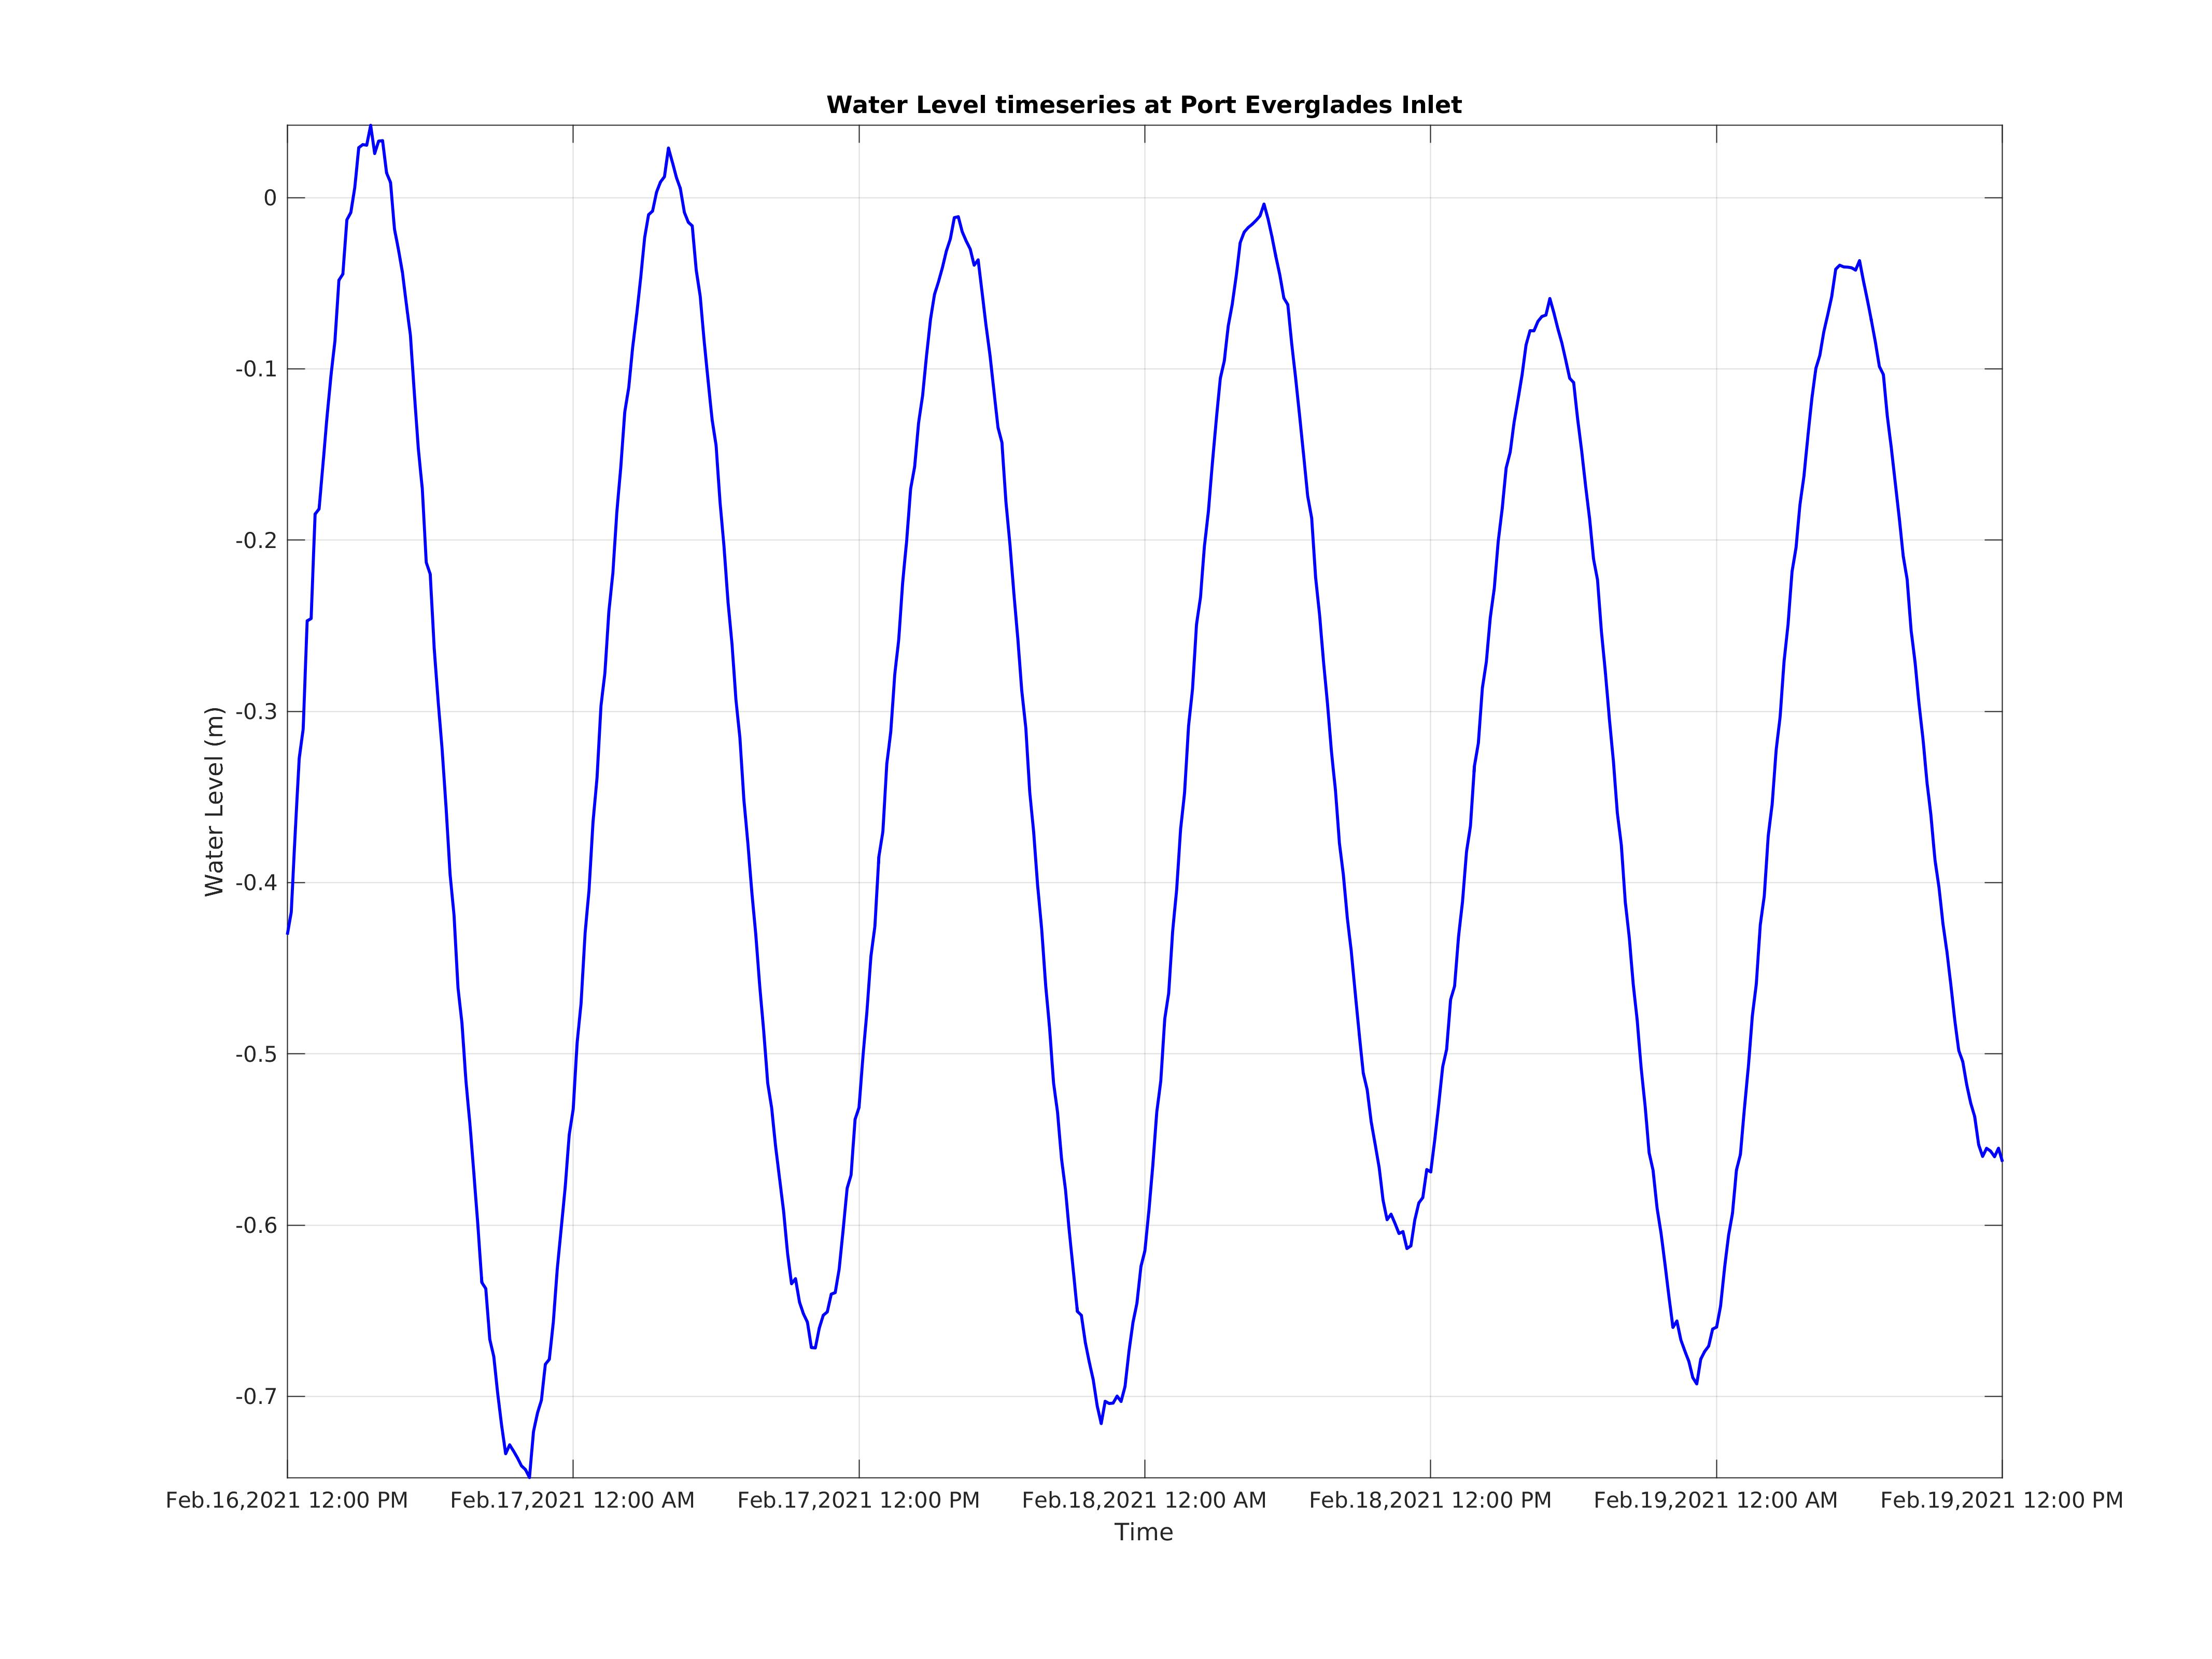 Water Level timeseries at Port Everglades Inlet
0
-0.1
-0.2
-0.3
-0.4
-0.5
-0.6
-0.7
Water Level (m)
Feb.16,2021 12:00 PM Feb.17,2021 12:00 AM Feb.17,2021 12:00 PM Feb.18,2021 12:00 AM Feb.18,2021 12:00 PM Feb.19,2021 12:00 AM Feb.19,2021 12:00 PM
Time